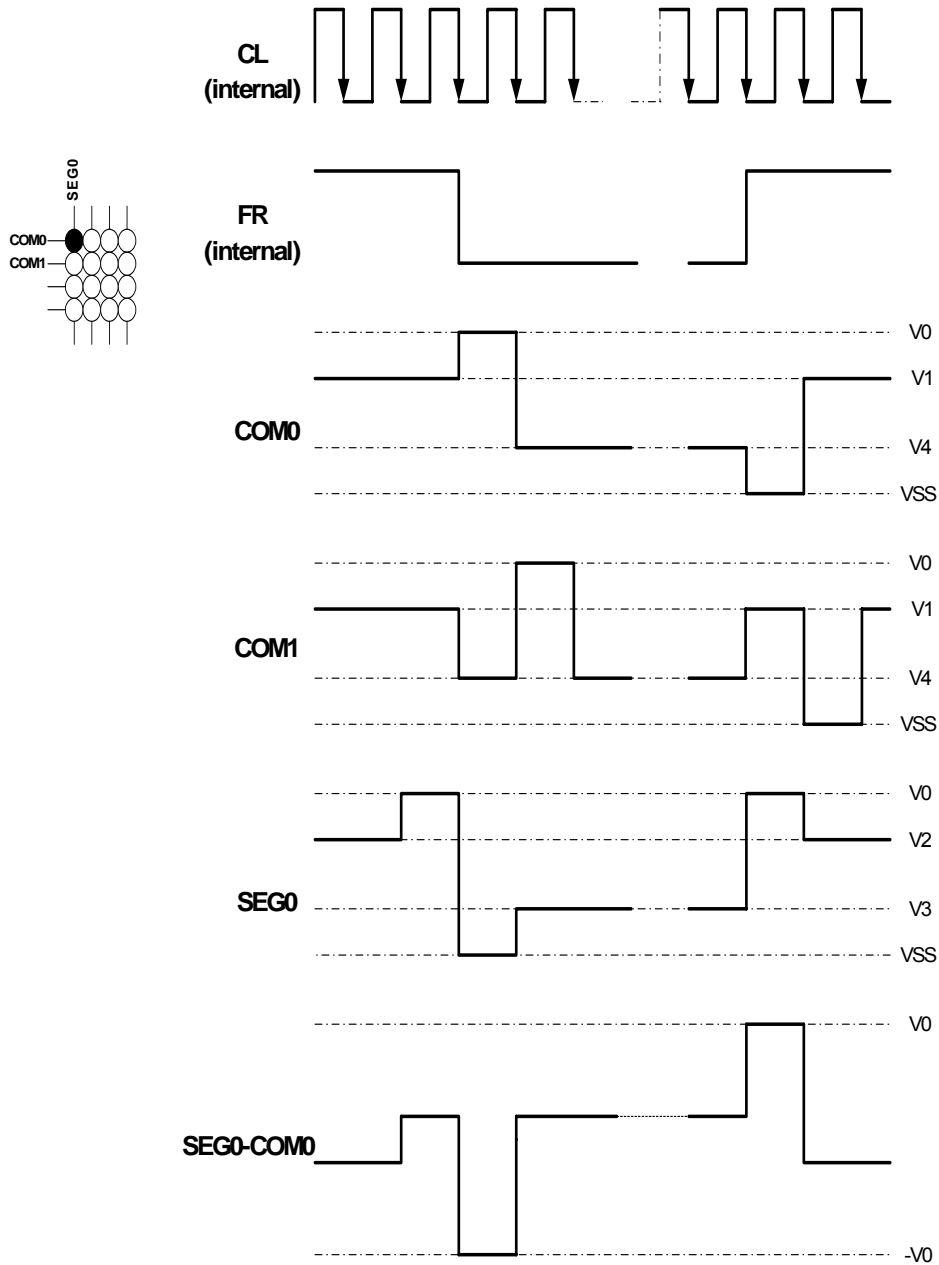 CL
(internal)
SEG0
COM0
COM1
FR
(internal)
V0
V1
COM0
V4
VSS
V0
V1
COM1
V4
VSS
V0
V2
SEG0
V3
VSS
V0
SEG0-COM0
-V0